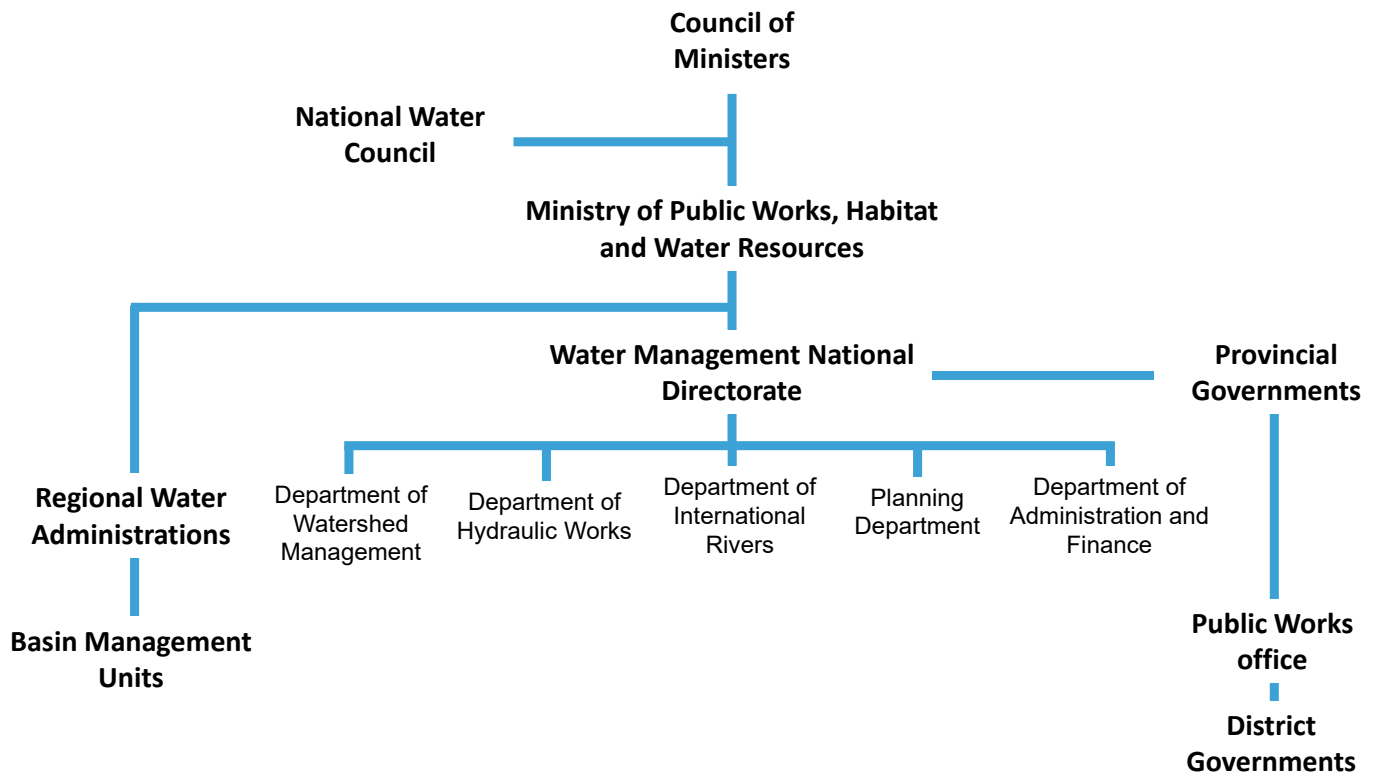 Council of
Ministers
National Water
Council
Ministry of Public Works, Habitat
and Water Resources
Water Management National
Directorate
Provincial
Governments
Regional Water
Administrations
Department of
Watershed
Management
Department of
Hydraulic Works
Department of
International
Rivers
Planning
Department
Department of
Administration and
Finance
Basin Management
Units
Public Works
office
District
Governments